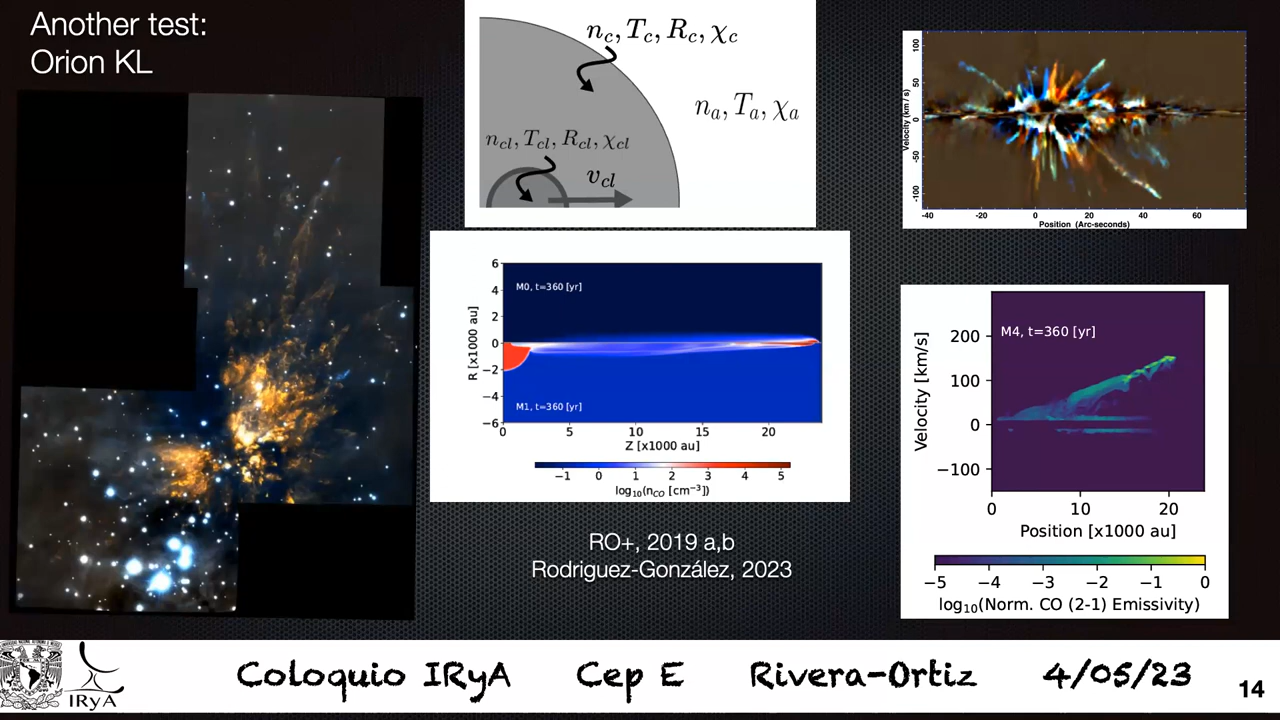 Another test:
Orion KL
n_c, T_c, R_c, χ_c
n_a, T_a, χ_a
n_cl, T_cl, R_cl, χ_cl
v_cl
100
50
0
-50
-100
Velocity (km / s)
-40 -20 0 20 40 60
Position (Arc-seconds)
6
4
2
0
−2
−4
−6
R [x1000 au]
M0, t=360 [yr]
M1, t=360 [yr]
0 5 10 15 20
Z [x1000 au]
−1 0 1 2 3 4 5
log₁₀(n_CO [cm⁻³])
RO+, 2019 a,b
Rodriguez-González, 2023
200
100
0
−100
Velocity [km/s]
M4, t=360 [yr]
0 10 20
Position [x1000 au]
−5 −4 −3 −2 −1 0
log₁₀(Norm. CO (2-1) Emissivity)
IRyA
Coloquio IRyA Cep E Rivera-Ortiz 4/05/23
14